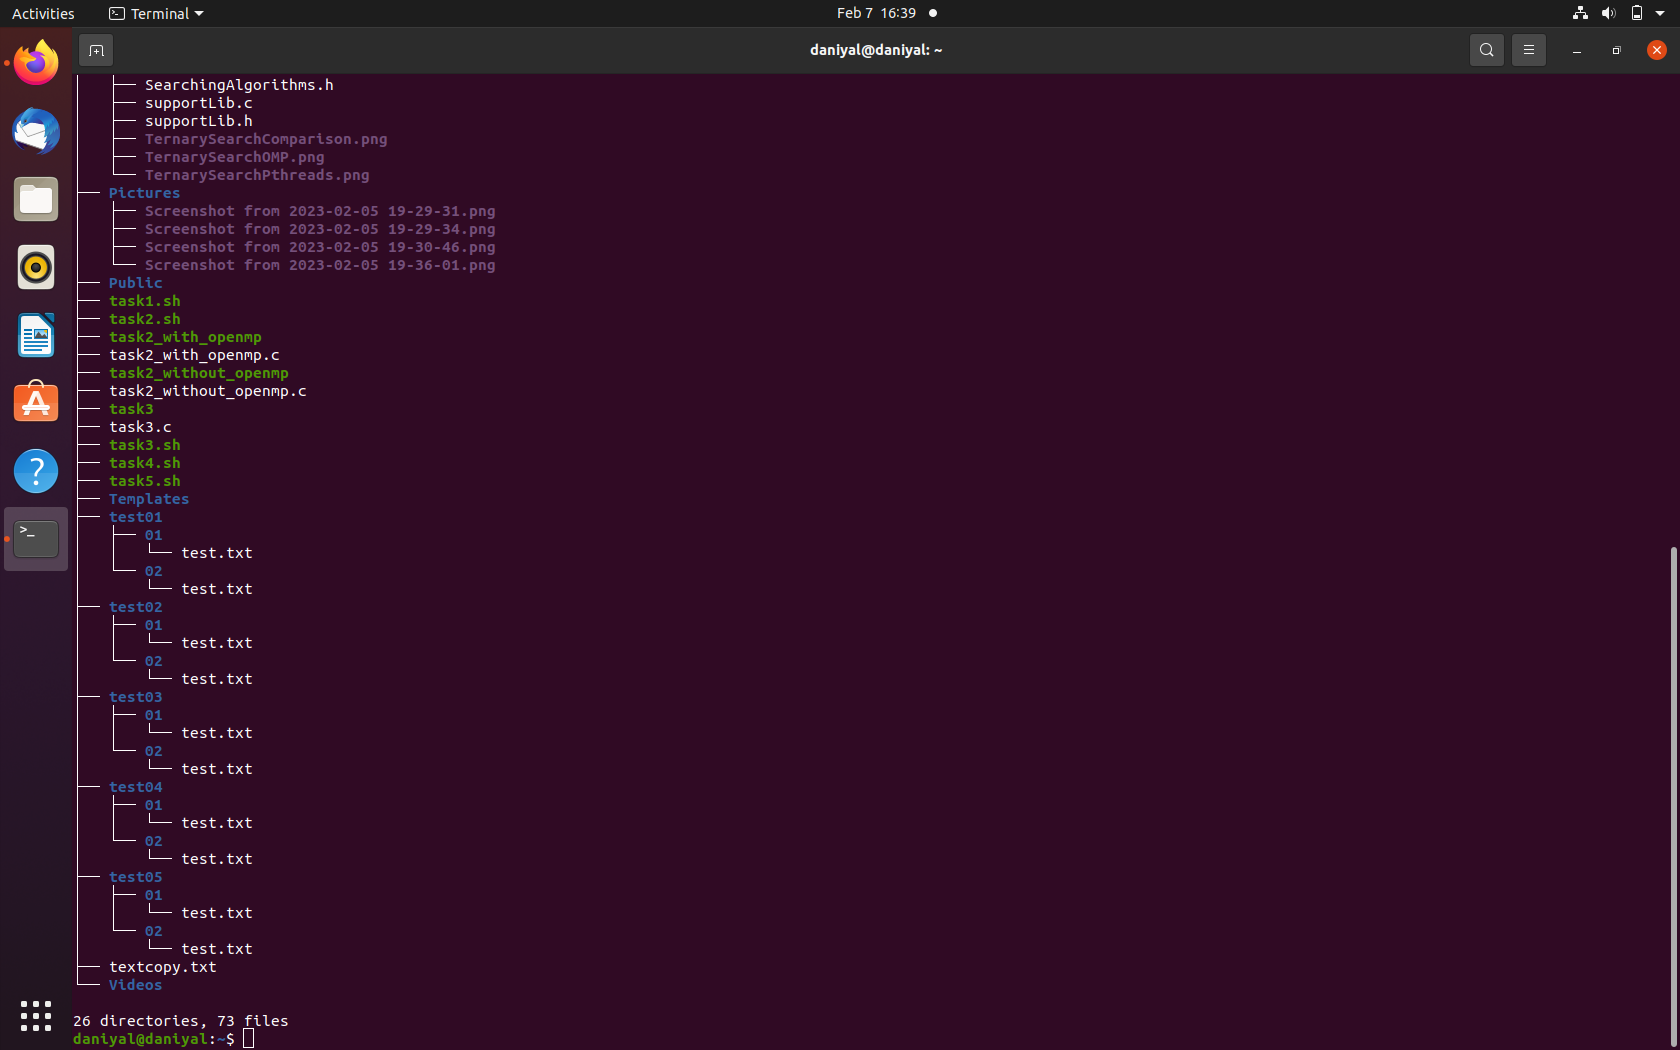 Activities
Terminal
Feb 7 16:39
daniyal@daniyal: ~
├── SearchingAlgorithms.h
├── supportLib.c
├── supportLib.h
├── TernarySearchComparison.png
├── TernarySearchOMP.png
└── TernarySearchPthreads.png
├── Pictures
├── Screenshot from 2023-02-05 19-29-31.png
├── Screenshot from 2023-02-05 19-29-34.png
├── Screenshot from 2023-02-05 19-30-46.png
└── Screenshot from 2023-02-05 19-36-01.png
├── Public
├── task1.sh
├── task2.sh
├── task2_with_openmp
├── task2_with_openmp.c
├── task2_without_openmp
├── task2_without_openmp.c
├── task3
├── task3.c
├── task3.sh
├── task4.sh
├── task5.sh
├── Templates
├── test01
├── 01
└── test.txt
└── 02
└── test.txt
├── test02
├── 01
└── test.txt
└── 02
└── test.txt
├── test03
├── 01
└── test.txt
└── 02
└── test.txt
├── test04
├── 01
└── test.txt
└── 02
└── test.txt
├── test05
├── 01
└── test.txt
└── 02
└── test.txt
├── textcopy.txt
└── Videos
26 directories, 73 files
daniyal@daniyal:~$